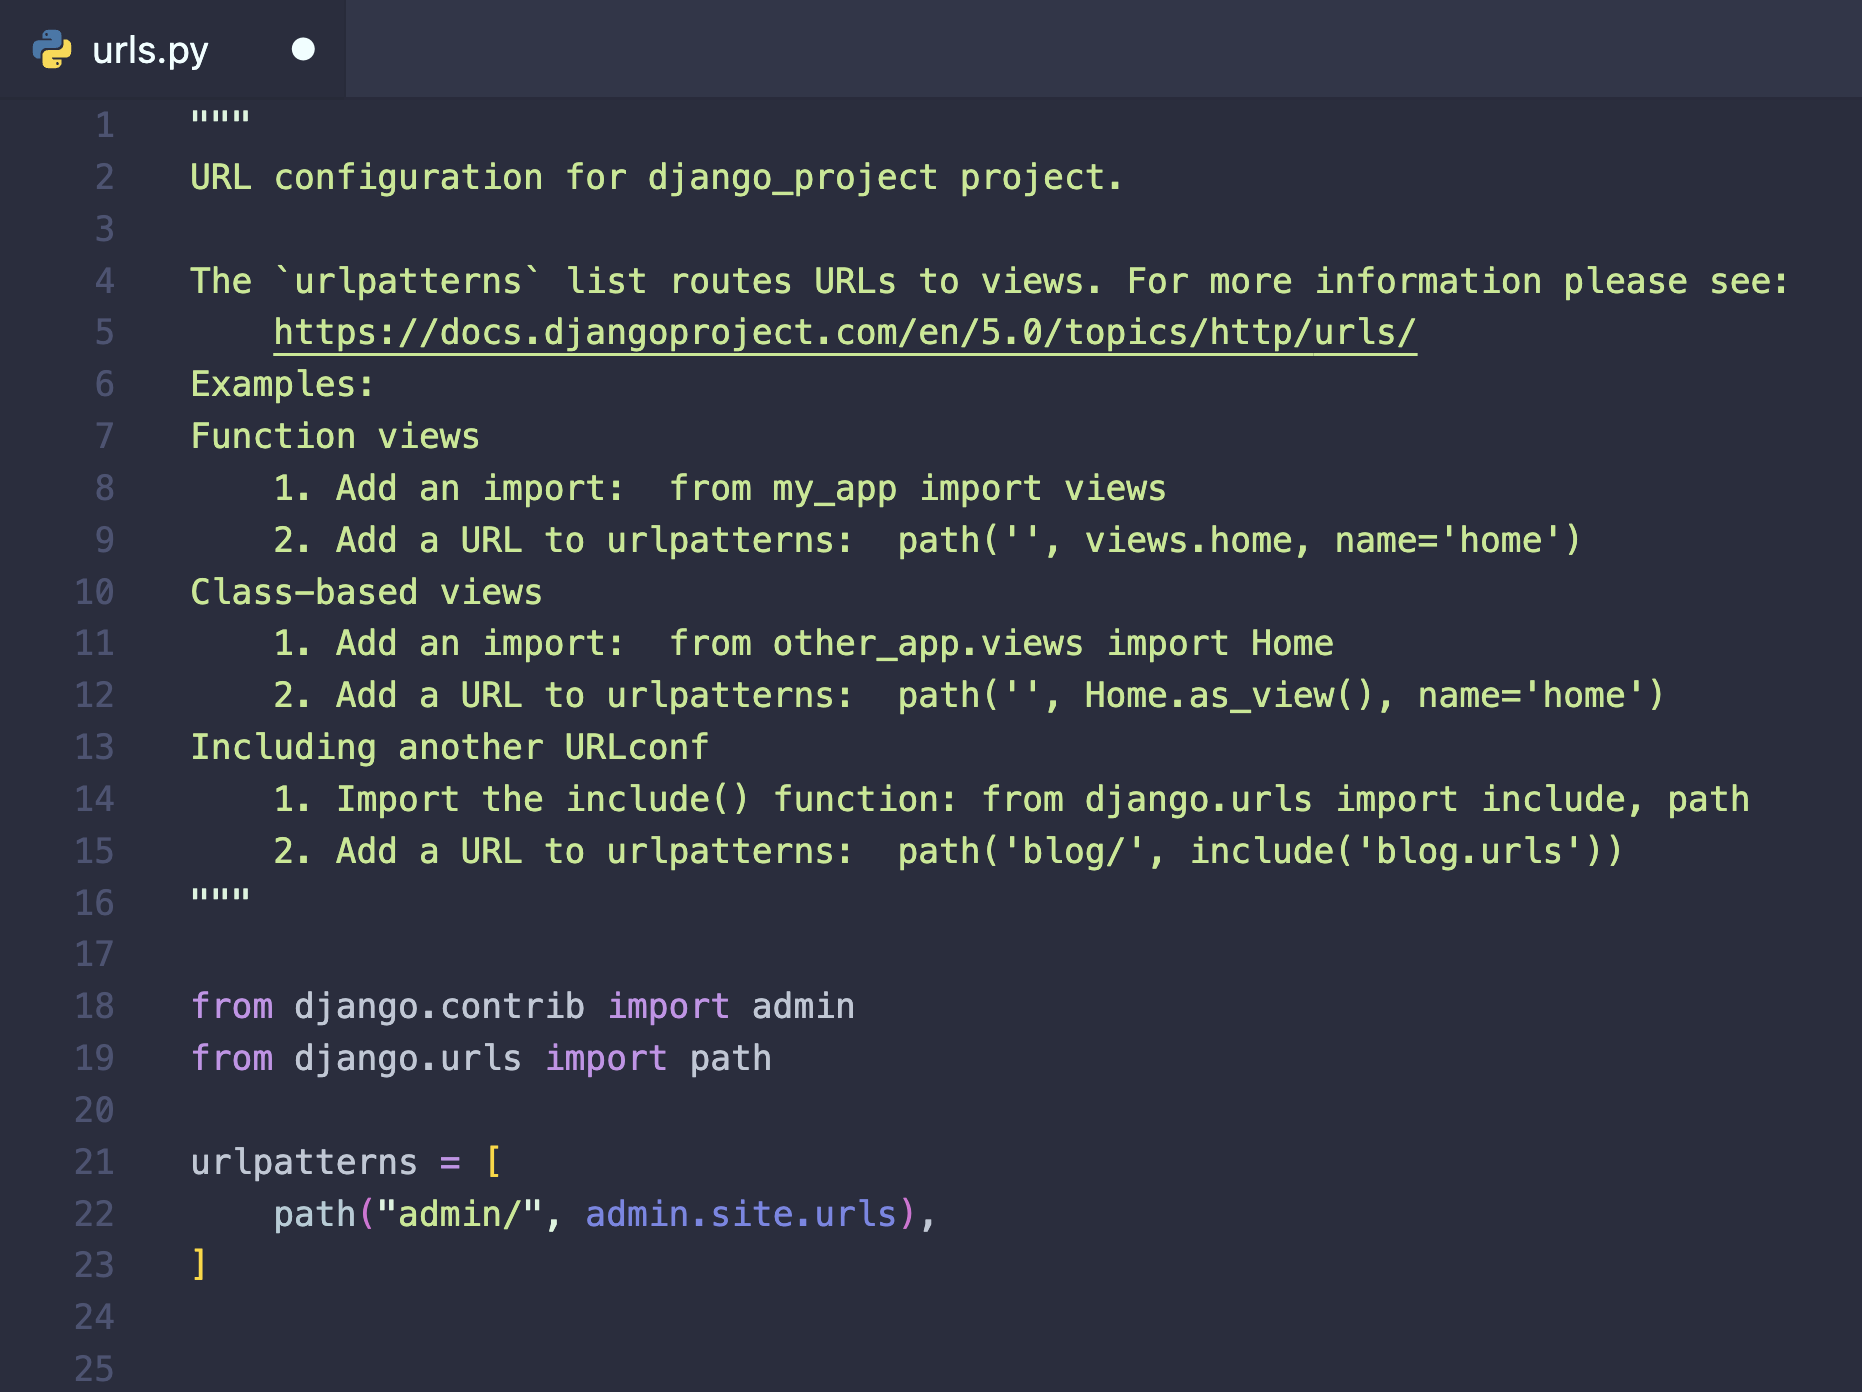 urls.py
1 """
2 URL configuration for django_project project.
3
4 The `urlpatterns` list routes URLs to views. For more information please see:
5     https://docs.djangoproject.com/en/5.0/topics/http/urls/
6 Examples:
7 Function views
8     1. Add an import:  from my_app import views
9     2. Add a URL to urlpatterns:  path('', views.home, name='home')
10 Class-based views
11     1. Add an import:  from other_app.views import Home
12     2. Add a URL to urlpatterns:  path('', Home.as_view(), name='home')
13 Including another URLconf
14     1. Import the include() function: from django.urls import include, path
15     2. Add a URL to urlpatterns:  path('blog/', include('blog.urls'))
16 """
17
18 from django.contrib import admin
19 from django.urls import path
20
21 urlpatterns = [
22     path("admin/", admin.site.urls),
23 ]
24
25